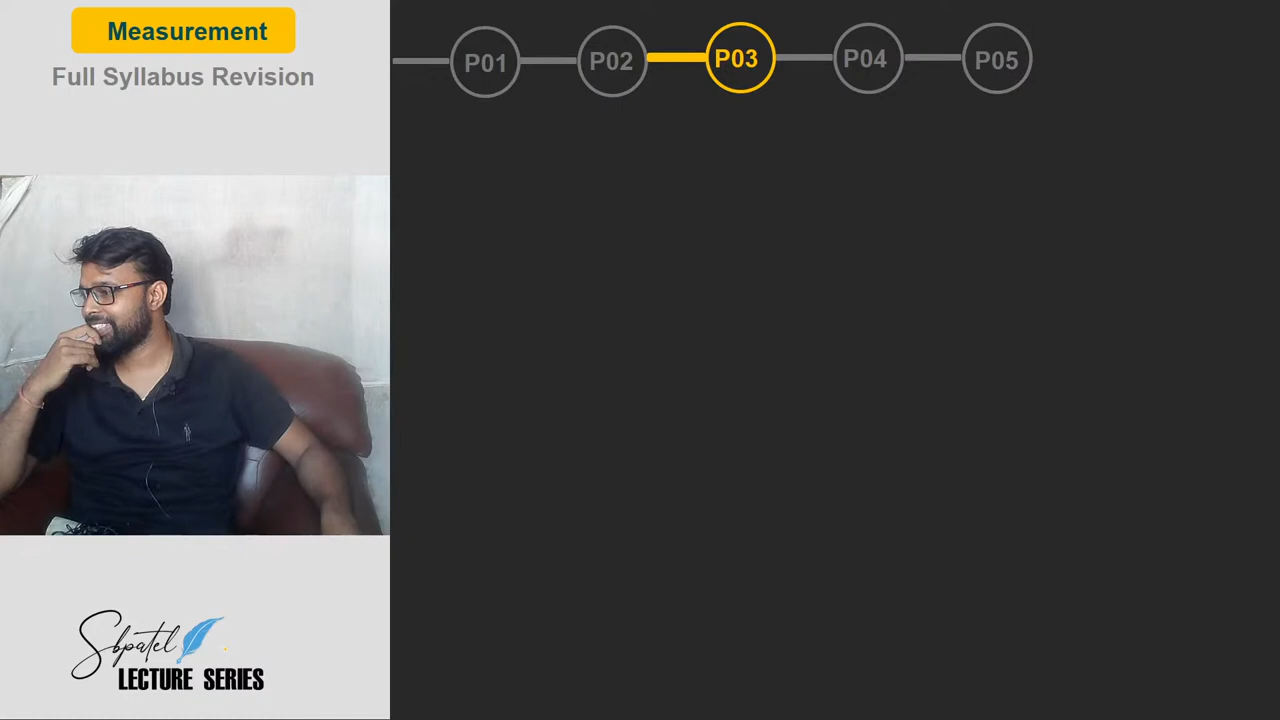 Measurement
Full Syllabus Revision
P01 P02 P03 P04 P05
Sbpatel
LECTURE SERIES